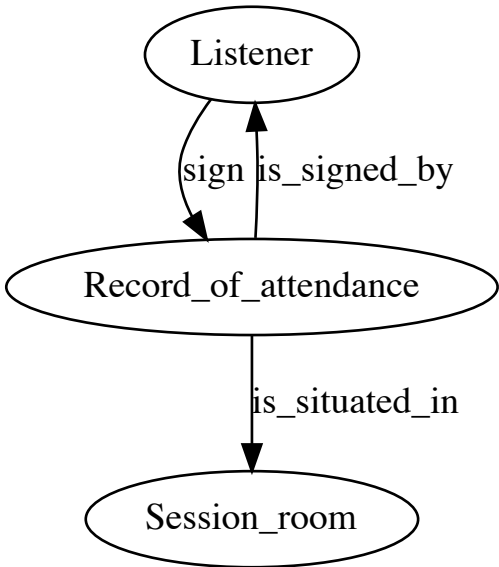 Listener
sign
is_signed_by
Record_of_attendance
is_situated_in
Session_room